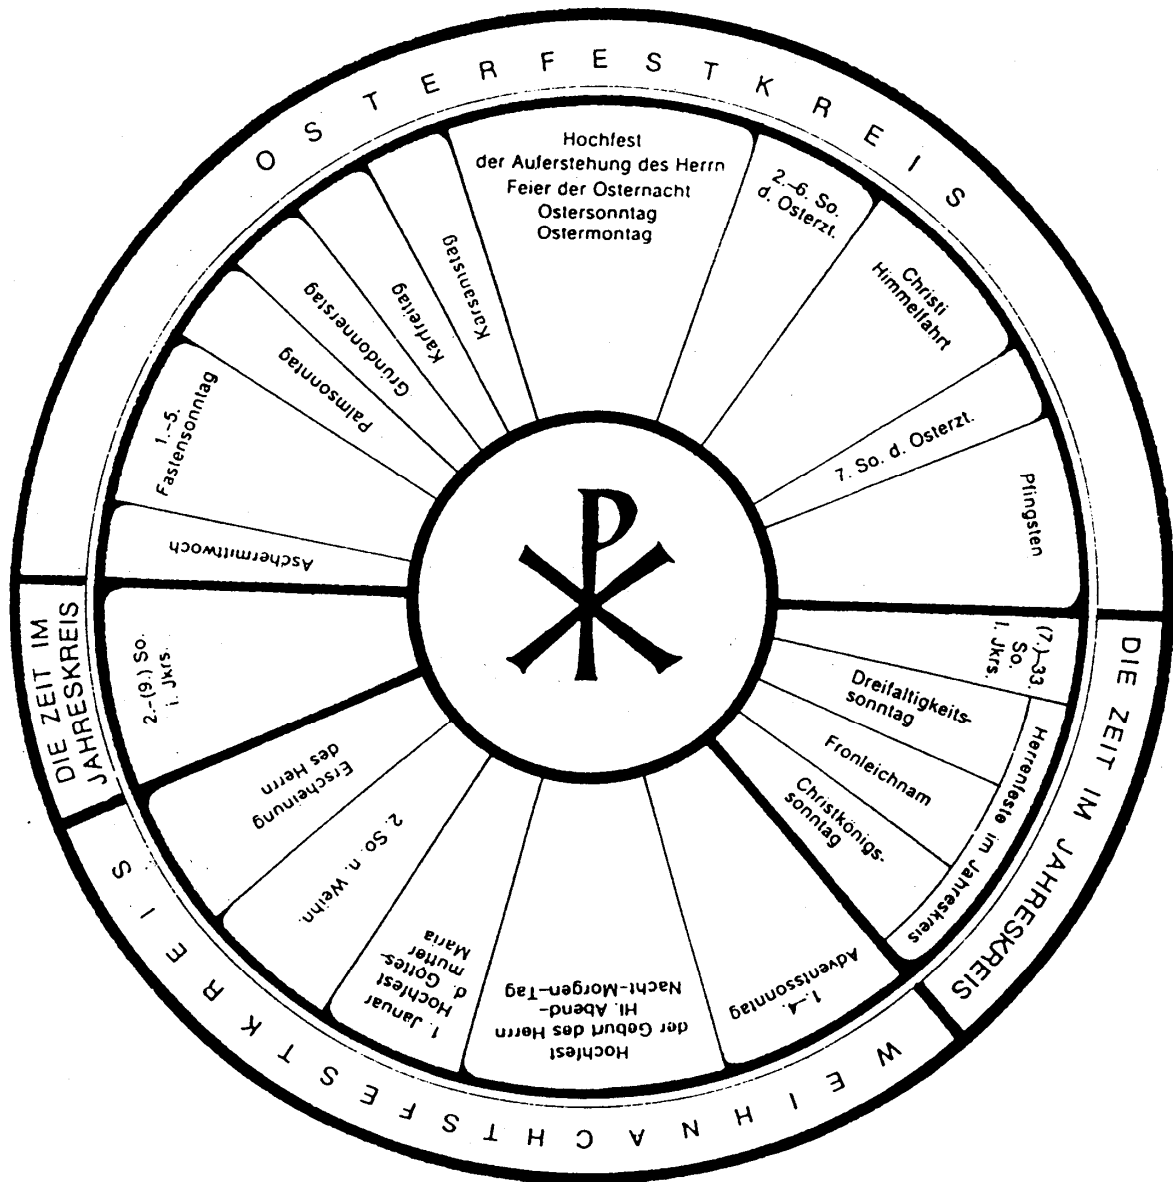 OSTERFESTKREIS
Hochfest
der Auferstehung des Herrn
Feier der Osternacht
Ostersonntag
Ostermontag
2.–6. So.
d. Osterzt.
Christi
Himmelfahrt
7. So. d. Osterzt.
Pfingsten
DIE ZEIT IM JAHRESKREIS
(7.)–33.
So.
i. Jkrs.
Dreifaltigkeits-
sonntag
Fronleichnam
Christkönigs-
sonntag
Herrenfeste im Jahreskreis
WEIHNACHTSFESTKREIS
1.–4.
Adventssonntag
Hochfest
der Geburt des Herrn
Hl. Abend-
Nacht-Morgen-Tag
1. Januar
Hochfest
d. Gottes-
mutter
Maria
2. So. n. Weihn.
Erscheinung
des Herrn
DIE ZEIT IM
JAHRESKREIS
2.–(9.) So.
i. Jkrs.
Aschermittwoch
1.–5.
Fastensonntag
Palmsonntag
Gründonnerstag
Karfreitag
Karsamstag